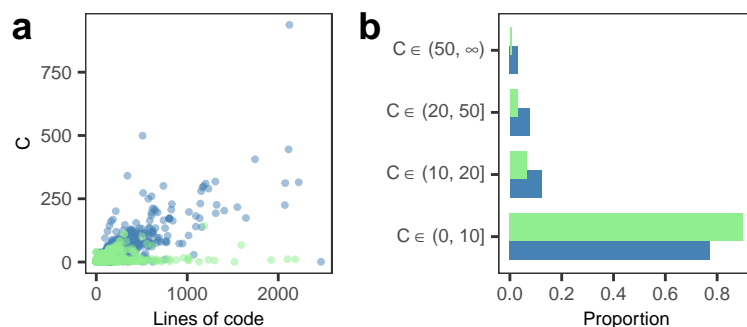 a
C
750
500
250
0
0 1000 2000
Lines of code
b
C ∈ (50, ∞)
C ∈ (20, 50]
C ∈ (10, 20]
C ∈ (0, 10]
0.0 0.2 0.4 0.6 0.8
Proportion